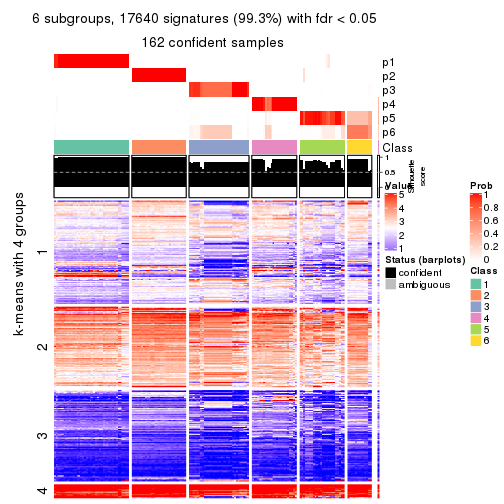 6 subgroups, 17640 signatures (99.3%) with fdr < 0.05
162 confident samples
p1
p2
p3
p4
p5
p6
Class
1
0.5
0
Silhouette
score
k-means with 4 groups
1
2
3
4
Value
5
4
3
2
1
Status (barplots)
confident
ambiguous
Prob
1
0.8
0.6
0.4
0.2
0
Class
1
2
3
4
5
6